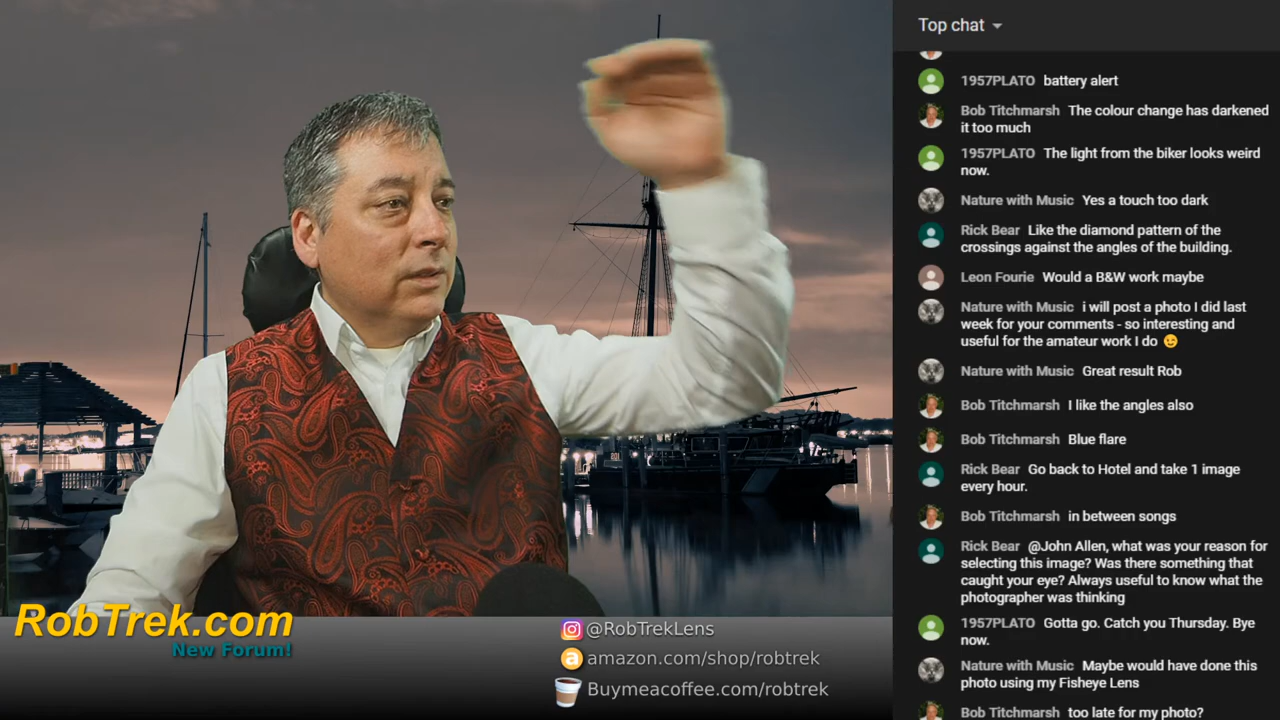 Top chat
1957PLATO battery alert
Bob Titchmarsh The colour change has darkened
it too much
1957PLATO The light from the biker looks weird
now.
Nature with Music Yes a touch too dark
Rick Bear Like the diamond pattern of the
crossings against the angles of the building.
Leon Fourie Would a B&W work maybe
Nature with Music i will post a photo I did last
week for your comments - so interesting and
useful for the amateur work I do 😉
Nature with Music Great result Rob
Bob Titchmarsh I like the angles also
Bob Titchmarsh Blue flare
Rick Bear Go back to Hotel and take 1 image
every hour.
Bob Titchmarsh in between songs
Rick Bear @John Allen, what was your reason for
selecting this image? Was there something that
caught your eye? Always useful to know what the
photographer was thinking
1957PLATO Gotta go. Catch you Thursday. Bye
now.
Nature with Music Maybe would have done this
photo using my Fisheye Lens
Bob Titchmarsh too late for my photo?
RobTrek.com
New Forum!
@RobTrekLens
amazon.com/shop/robtrek
Buymeacoffee.com/robtrek